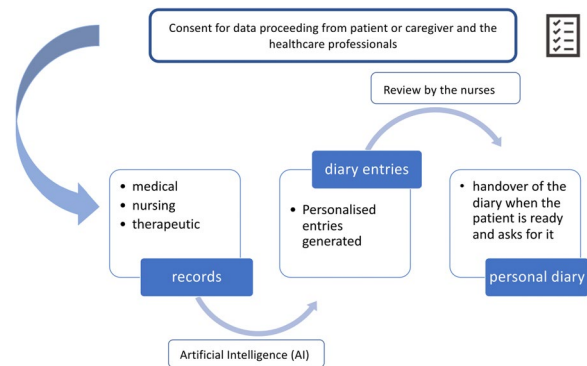 Consent for data proceeding from patient or caregiver and the
healthcare professionals
Review by the nurses
diary entries
• medical
• nursing
• therapeutic
records
• Personalised
entries
generated
• handover of the
diary when the
patient is ready
and asks for it
personal diary
Artificial Intelligence (AI)